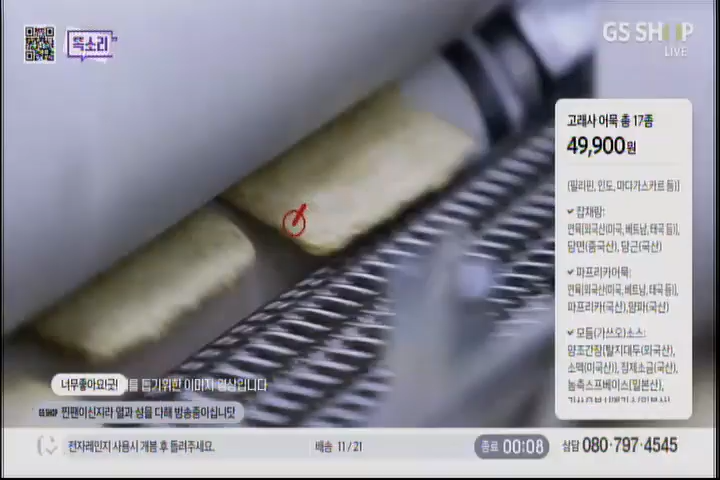 톡소리
GS SHOP
LIVE
고래사 어묵 총 17종
49,900원
(필리핀, 인도, 마다가스카르 등)]
잡채랑:
연육[외국산(미국, 베트남, 태국 등)],
당면(중국산), 당근(국산)
파프리카어묵:
연육[외국산(미국, 베트남, 태국 등)],
파프리카(국산), 양파(국산)
모듬(가쓰오)소스:
양조간장(탈지대두(외국산),
소맥(미국산)), 정제소금(국산),
농축스프베이스(일본산),
너무좋아요!굿! 를 돕기위한 이미지 영상입니다
GS SHOP 찐팬이신지라 열과 성을 다해 방송중이십니닷
전자레인지 사용시 개봉 후 돌려주세요. 배송 11/21 종료 00:08 상담 080·797·4545